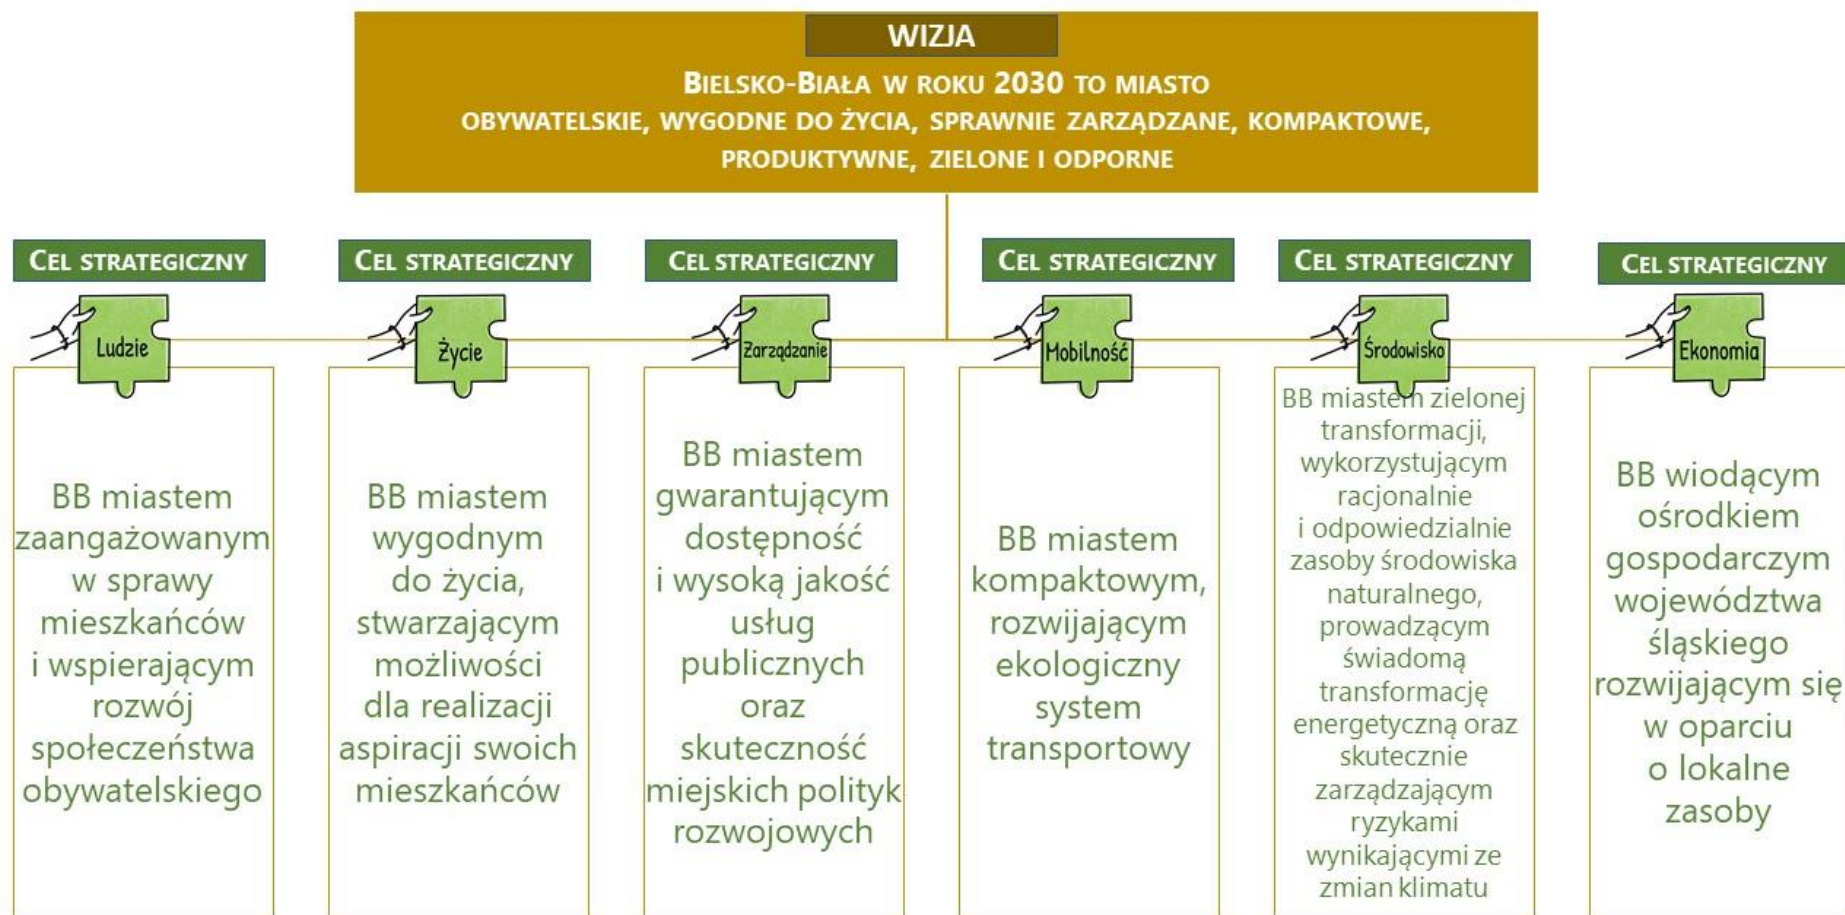 WIZJA
BIELSKO-BIAŁA W ROKU 2030 TO MIASTO
OBYWATELSKIE, WYGODNE DO ŻYCIA, SPRAWNIE ZARZĄDZANE, KOMPAKTOWE,
PRODUKTYWNE, ZIELONE I ODPORNE
CEL STRATEGICZNY
Ludzie
BB miastem
zaangażowanym
w sprawy
mieszkańców
i wspierającym
rozwój
społeczeństwa
obywatelskiego
CEL STRATEGICZNY
Życie
BB miastem
wygodnym
do życia,
stwarzającym
możliwości
dla realizacji
aspiracji swoich
mieszkańców
CEL STRATEGICZNY
Zarządzanie
BB miastem
gwarantującym
dostępność
i wysoką jakość
usług
publicznych
oraz
skuteczność
miejskich polityk
rozwojowych
CEL STRATEGICZNY
Mobilność
BB miastem
kompaktowym,
rozwijającym
ekologiczny
system
transportowy
CEL STRATEGICZNY
Środowisko
BB miastem zielonej
transformacji,
wykorzystującym
racjonalnie
i odpowiedzialnie
zasoby środowiska
naturalnego,
prowadzącym
świadomą
transformację
energetyczną oraz
skutecznie
zarządzającym
ryzykami
wynikającymi ze
zmian klimatu
CEL STRATEGICZNY
Ekonomia
BB wiodącym
ośrodkiem
gospodarczym
województwa
śląskiego
rozwijającym się
w oparciu
o lokalne
zasoby